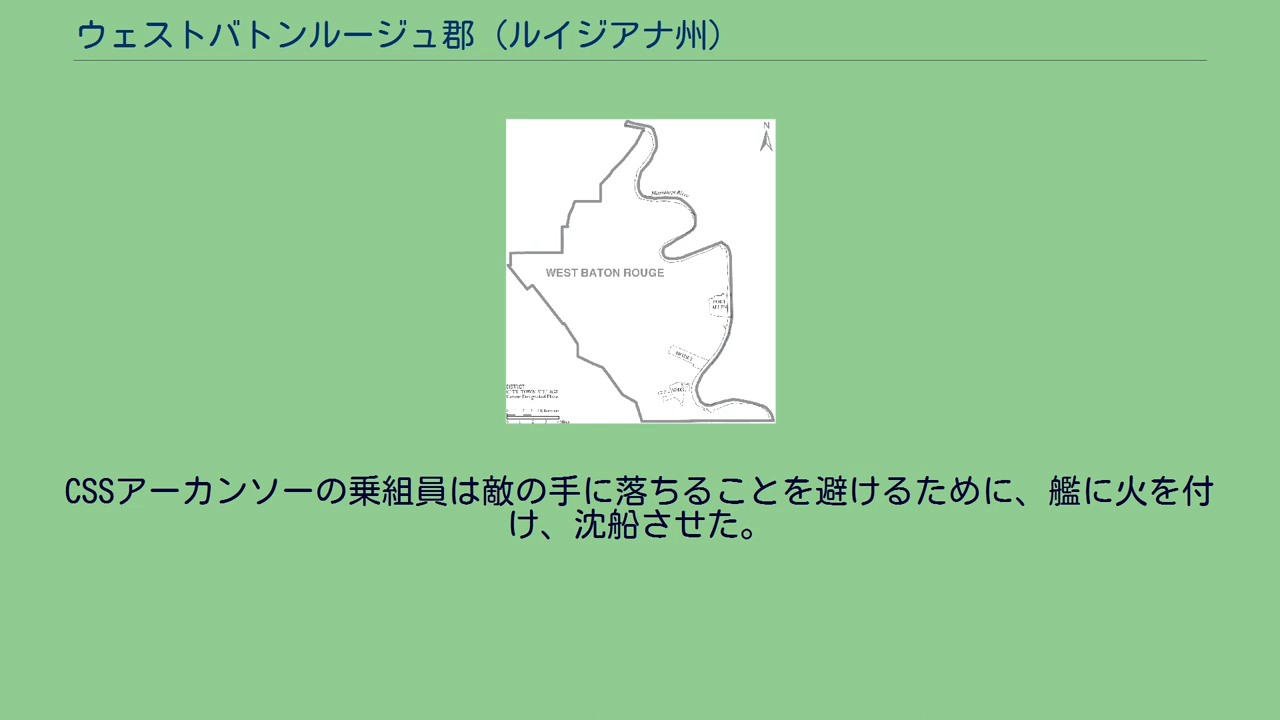 ウェストバトンルージュ郡（ルイジアナ州）
N
WEST BATON ROUGE
PORT
ALLEN
CSSアーカンソーの乗組員は敵の手に落ちることを避けるために、艦に火を付
け、沈船させた。